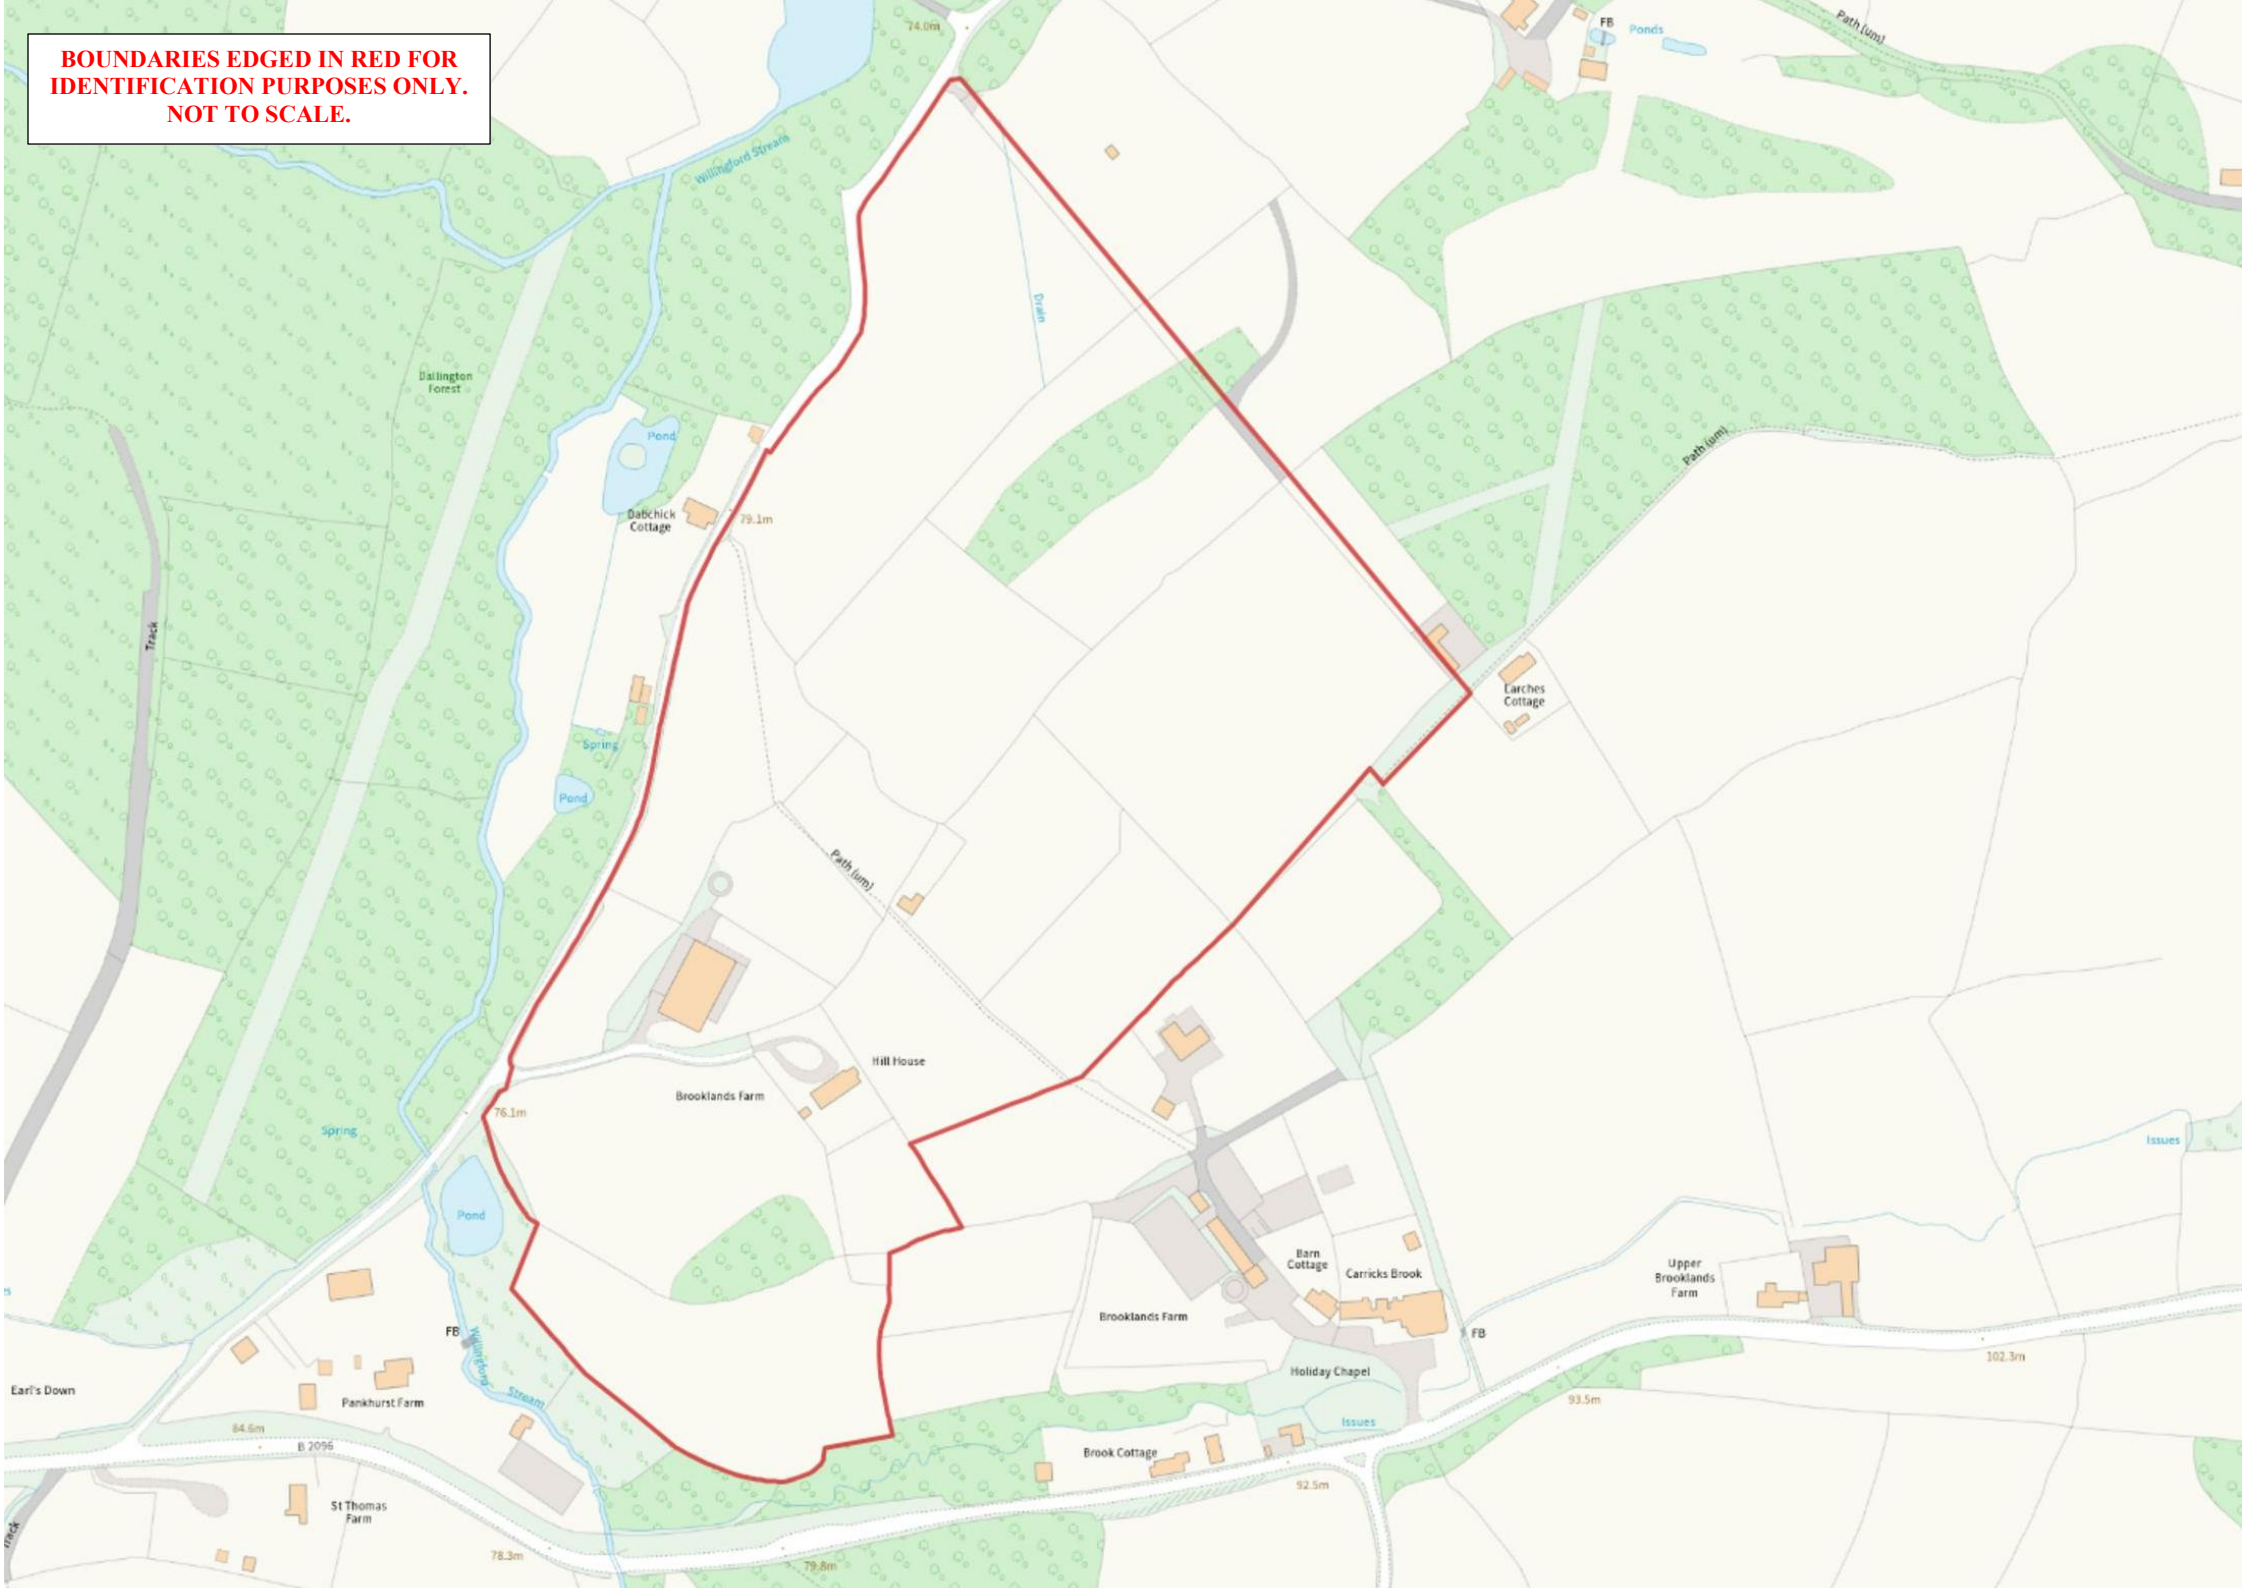 BOUNDARIES EDGED IN RED FOR
IDENTIFICATION PURPOSES ONLY.
NOT TO SCALE.
74.0m
FB
Ponds
Path (um)
Willingford Stream
Drain
Dallington
Forest
Pond
Path (um)
Dabchick
Cottage
79.1m
Track
Larches
Cottage
Spring
Pond
Path (um)
Hill House
Brooklands Farm
76.1m
Spring
Issues
Pond
Barn
Cottage
Carricks Brook
Upper
Brooklands
Farm
Brooklands Farm
FB
Willingford
Stream
FB
102.3m
Holiday Chapel
Earl's Down
Pankhurst Farm
93.5m
Issues
84.6m
B 2096
Brook Cottage
92.5m
St Thomas
Farm
78.3m
79.8m